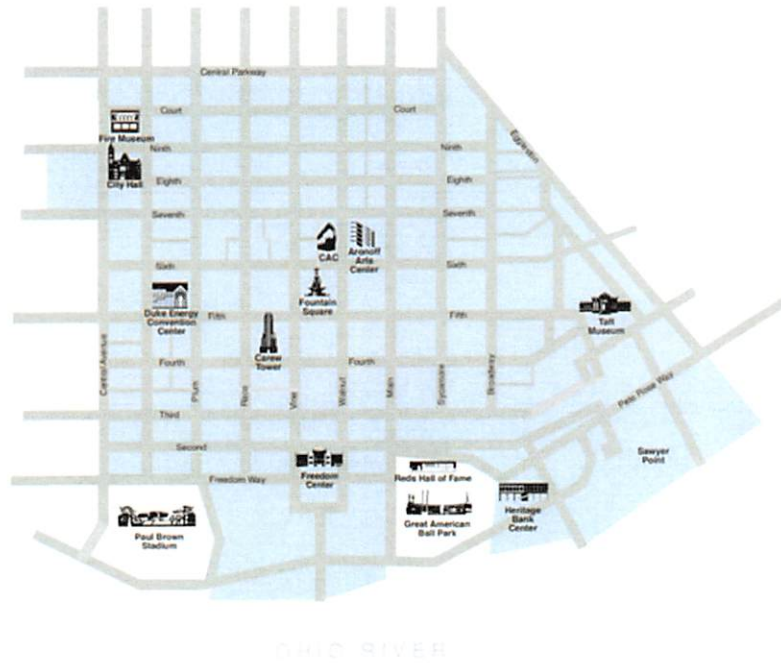 Central Parkway
Court
Court
Fire Museum
Ninth
Ninth
Eggleston
City Hall
Eighth
Eighth
Seventh
Seventh
CAC
Aronoff
Arts
Center
Sixth
Sixth
Fountain
Square
Duke Energy
Convention
Center
Fifth
Fifth
Taft
Museum
Carew
Tower
Fourth
Fourth
Central Avenue
Plum
Race
Vine
Walnut
Main
Sycamore
Broadway
Pete Rose Way
Third
Second
Sawyer
Point
Freedom
Center
Freedom Way
Reds Hall of Fame
Great American
Ball Park
Heritage
Bank
Center
Paul Brown
Stadium
OHIO RIVER